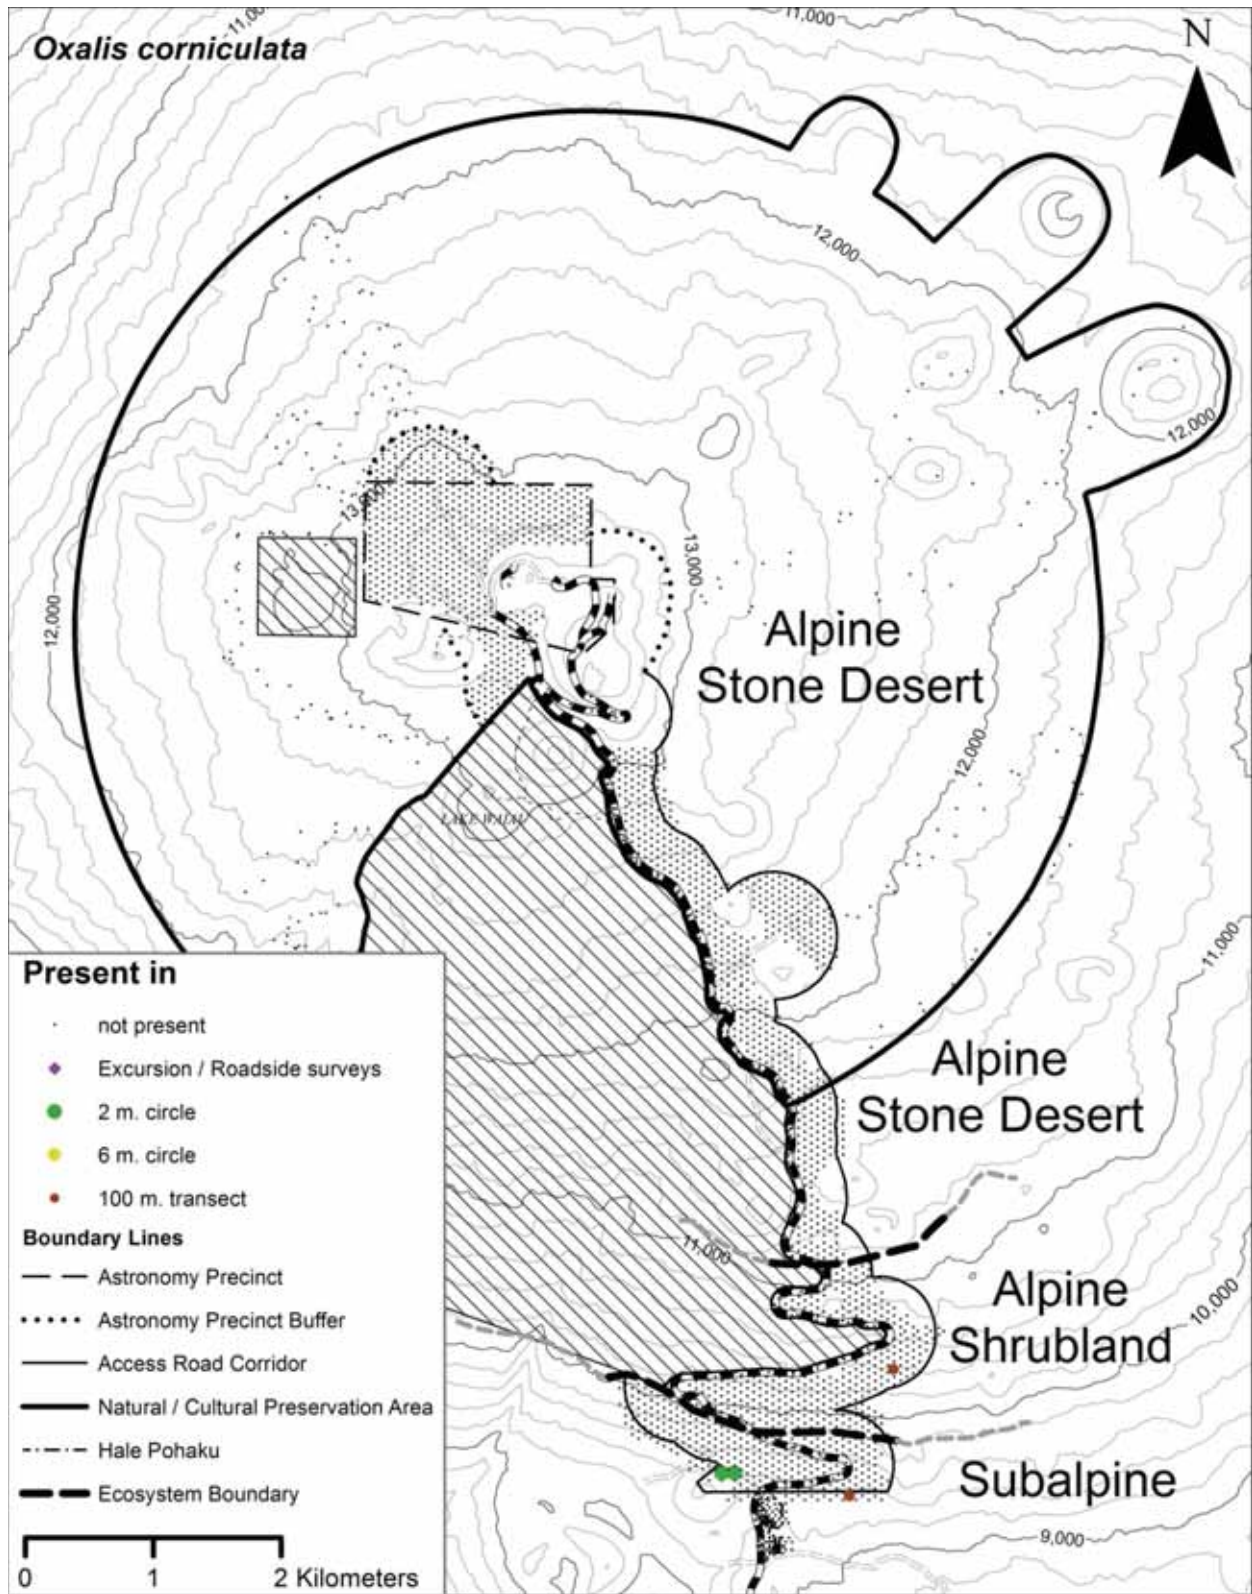 Oxalis corniculata
11,000
11,000
N
12,000
12,000
13,000
13,000
12,000
Alpine
Stone Desert
12,000
LAKE WAIAU
11,000
Present in
not present
Excursion / Roadside surveys
2 m. circle
6 m. circle
100 m. transect
Boundary Lines
Astronomy Precinct
Astronomy Precinct Buffer
Access Road Corridor
Natural / Cultural Preservation Area
Hale Pohaku
Ecosystem Boundary
0 1 2 Kilometers
Alpine
Stone Desert
11,000
Alpine
Shrubland
10,000
Subalpine
9,000